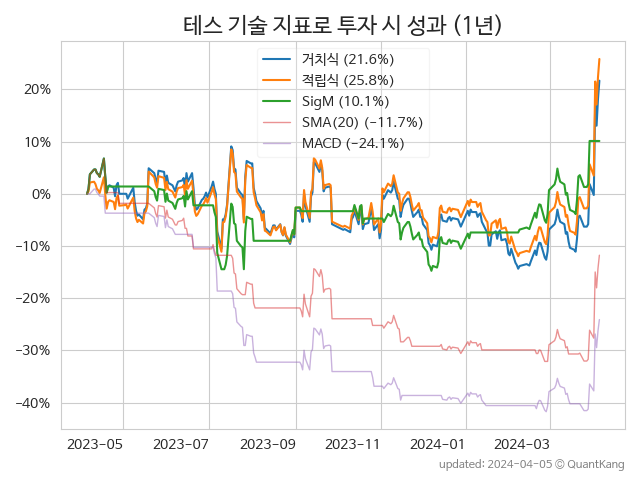 테스 기술 지표로 투자 시 성과 (1년)
거치식 (21.6%)
적립식 (25.8%)
SigM (10.1%)
SMA(20) (−11.7%)
MACD (−24.1%)
20%
10%
0%
−10%
−20%
−30%
−40%
2023-05 2023-07 2023-09 2023-11 2024-01 2024-03
updated: 2024-04-05 © QuantKang